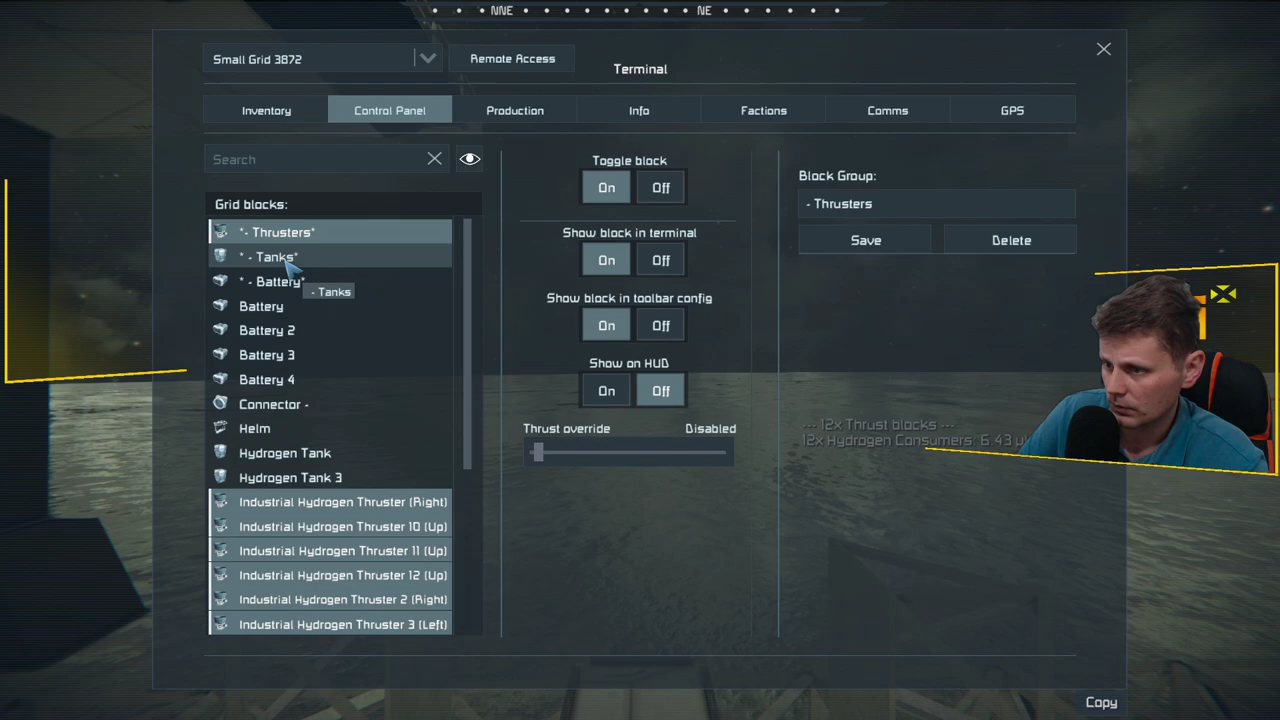 NNE
NE
Small Grid 3872
Remote Access
Terminal
Inventory
Control Panel
Production
Info
Factions
Comms
GPS
Search
Grid blocks:
*- Thrusters*
* - Tanks*
* - Battery*
- Tanks
Battery
Battery 2
Battery 3
Battery 4
Connector -
Helm
Hydrogen Tank
Hydrogen Tank 3
Industrial Hydrogen Thruster (Right)
Industrial Hydrogen Thruster 10 (Up)
Industrial Hydrogen Thruster 11 (Up)
Industrial Hydrogen Thruster 12 (Up)
Industrial Hydrogen Thruster 2 (Right)
Industrial Hydrogen Thruster 3 (Left)
Toggle block
On Off
Show block in terminal
On Off
Show block in toolbar config
On Off
Show on HUD
On Off
Thrust override Disabled
Block Group:
- Thrusters
Save Delete
--- 12x Thrust blocks ---
12x Hydrogen Consumers: 6.43
Copy